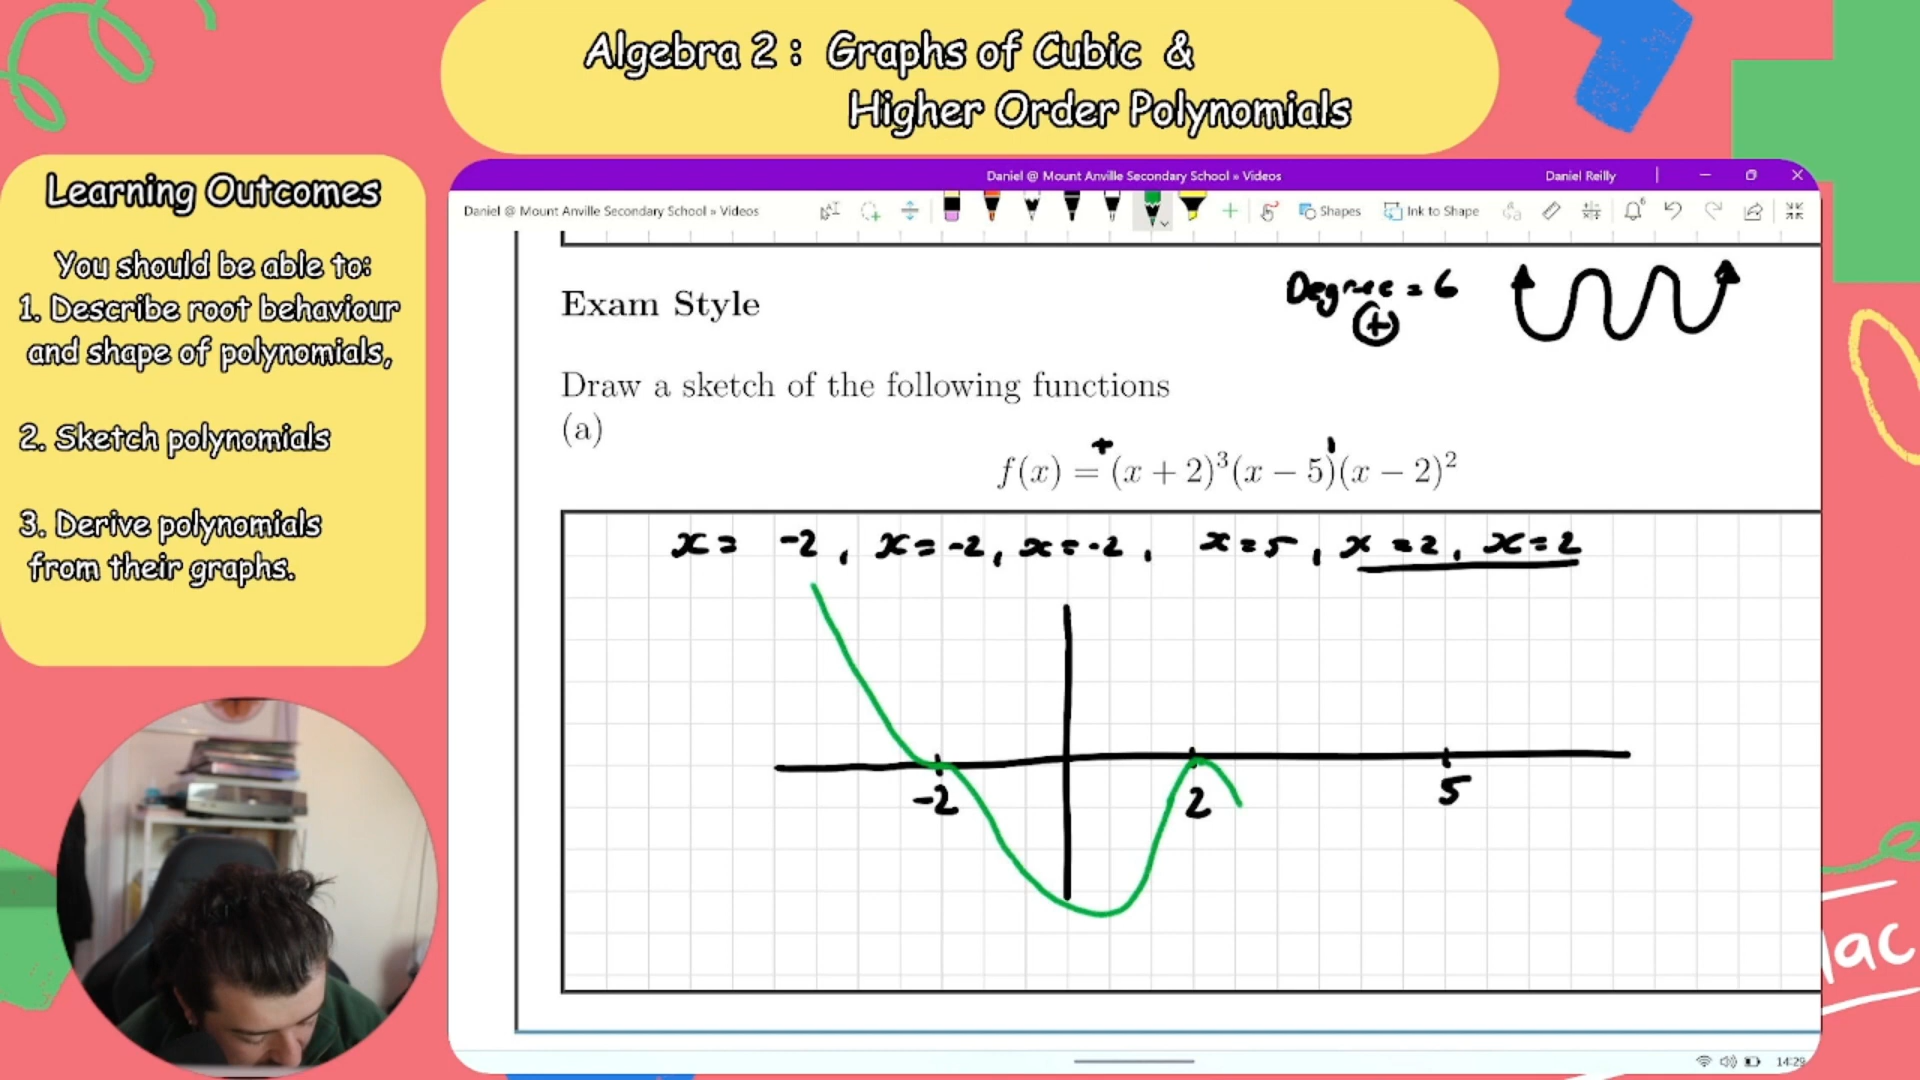 Algebra 2 : Graphs of Cubic &
Higher Order Polynomials
Learning Outcomes
You should be able to:
1. Describe root behaviour
and shape of polynomials,
2. Sketch polynomials
3. Derive polynomials
from their graphs.
Daniel @ Mount Anville Secondary School » Videos
Daniel Reilly
Daniel @ Mount Anville Secondary School » Videos
Shapes
Ink to Shape
6
Degree = 6
+
Exam Style
Draw a sketch of the following functions
(a)
+ 1
f(x) = (x + 2)³(x − 5)(x − 2)²
x = -2, x = -2, x = -2, x = 5, x = 2, x = 2
-2 2 5
lac
14:29